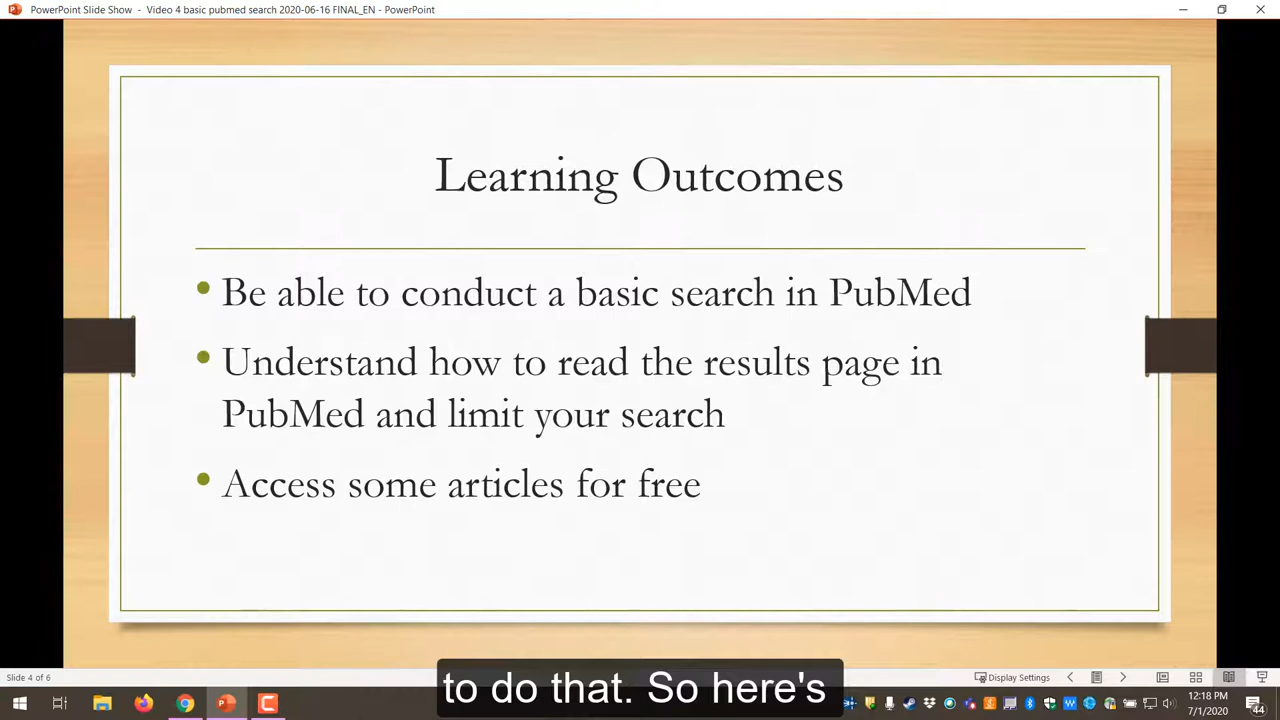 PowerPoint Slide Show - Video 4 basic pubmed search 2020-06-16 FINAL_EN - PowerPoint
Learning Outcomes
• Be able to conduct a basic search in PubMed
• Understand how to read the results page in
PubMed and limit your search
• Access some articles for free
to do that. So here's
Slide 4 of 6
Display Settings
12:18 PM
7/1/2020
44